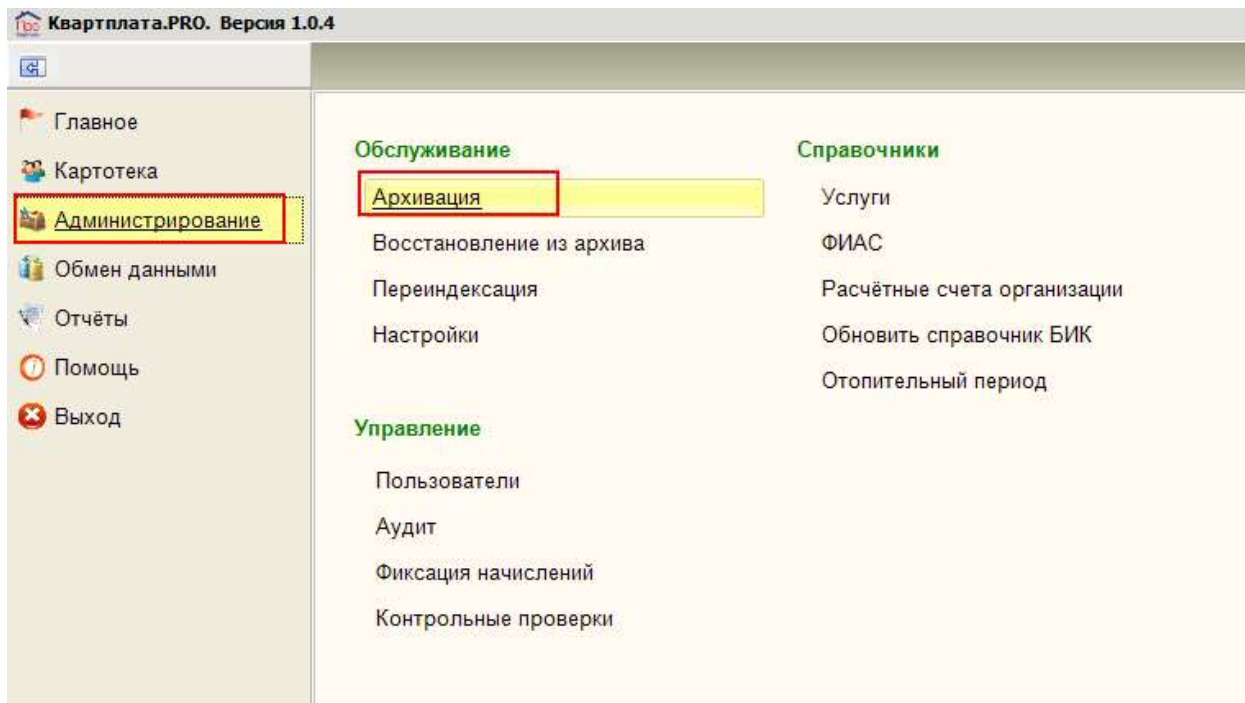 Квартплата.PRO. Версия 1.0.4
Главное
Картотека
Администрирование
Обмен данными
Отчёты
Помощь
Выход
Обслуживание
Архивация
Восстановление из архива
Переиндексация
Настройки
Управление
Пользователи
Аудит
Фиксация начислений
Контрольные проверки
Справочники
Услуги
ФИАС
Расчётные счета организации
Обновить справочник БИК
Отопительный период